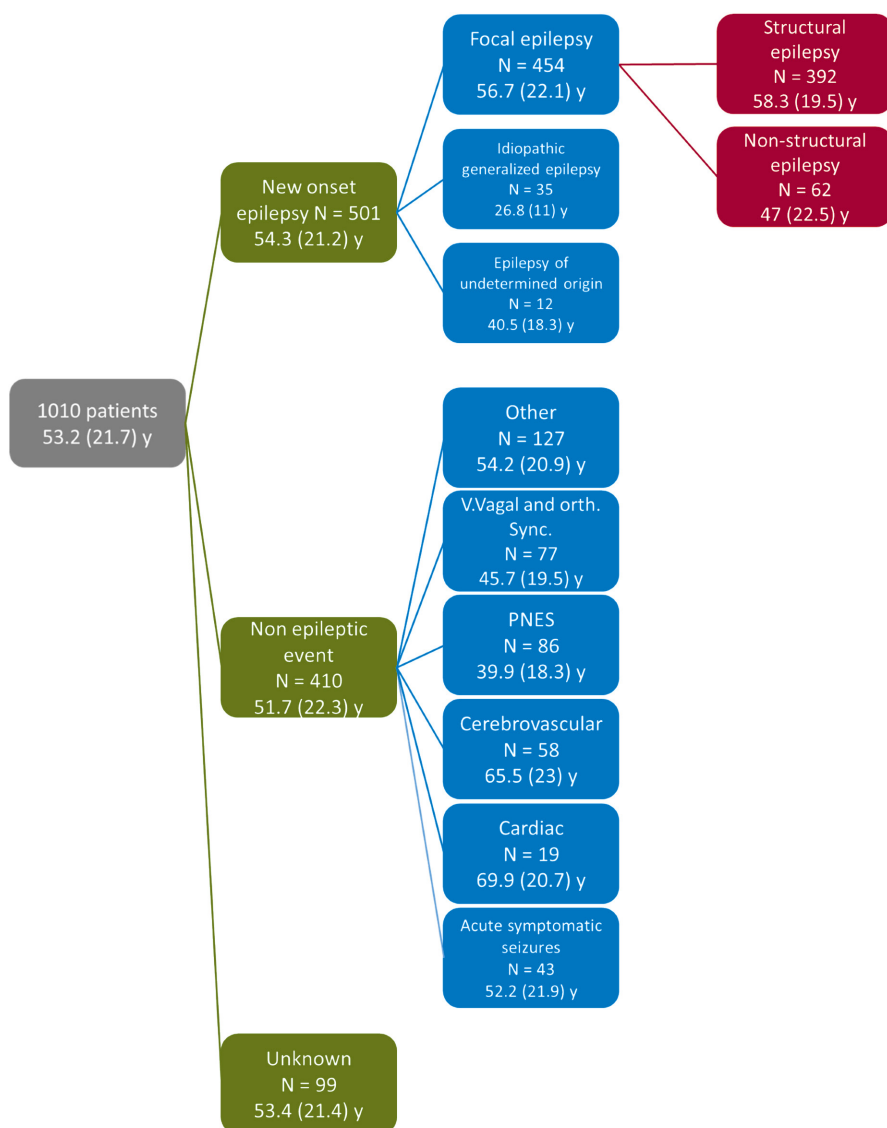 1010 patients
53.2 (21.7) y
New onset
epilepsy N = 501
54.3 (21.2) y
Focal epilepsy
N = 454
56.7 (22.1) y
Structural
epilepsy
N = 392
58.3 (19.5) y
Non-structural
epilepsy
N = 62
47 (22.5) y
Idiopathic
generalized epilepsy
N = 35
26.8 (11) y
Epilepsy of
undetermined origin
N = 12
40.5 (18.3) y
Non epileptic
event
N = 410
51.7 (22.3) y
Other
N = 127
54.2 (20.9) y
V.Vagal and orth.
Sync.
N = 77
45.7 (19.5) y
PNES
N = 86
39.9 (18.3) y
Cerebrovascular
N = 58
65.5 (23) y
Cardiac
N = 19
69.9 (20.7) y
Acute symptomatic
seizures
N = 43
52.2 (21.9) y
Unknown
N = 99
53.4 (21.4) y